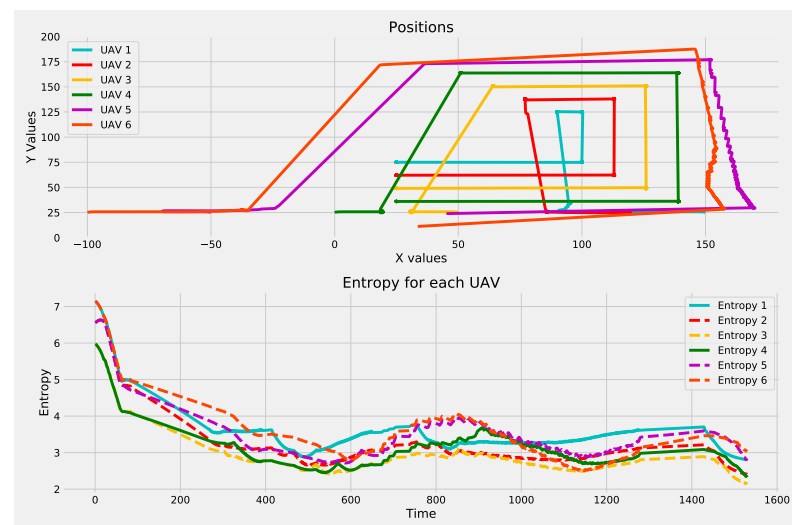 Positions
200
175
150
125
100
75
50
25
0
Y Values
UAV 1
UAV 2
UAV 3
UAV 4
UAV 5
UAV 6
−100
−50
0
50
100
150
X values
Entropy for each UAV
7
6
5
4
3
2
Entropy
Entropy 1
Entropy 2
Entropy 3
Entropy 4
Entropy 5
Entropy 6
0
200
400
600
800
1000
1200
1400
1600
Time